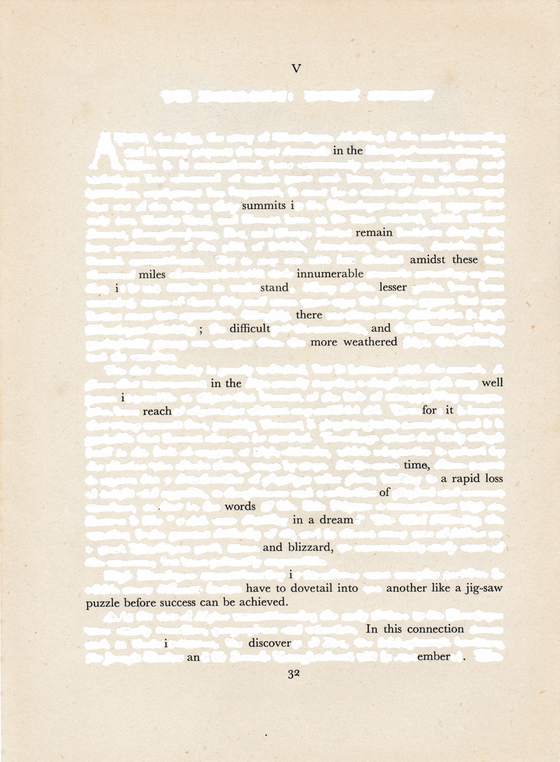 V
in the
summits i
remain
amidst these
miles innumerable
i stand lesser
there
; difficult and
more weathered
in the well
i
reach for it
time,
a rapid loss
of
words
in a dream
and blizzard,
i
have to dovetail into another like a jig-saw
puzzle before success can be achieved.
In this connection
i discover
an ember .
32